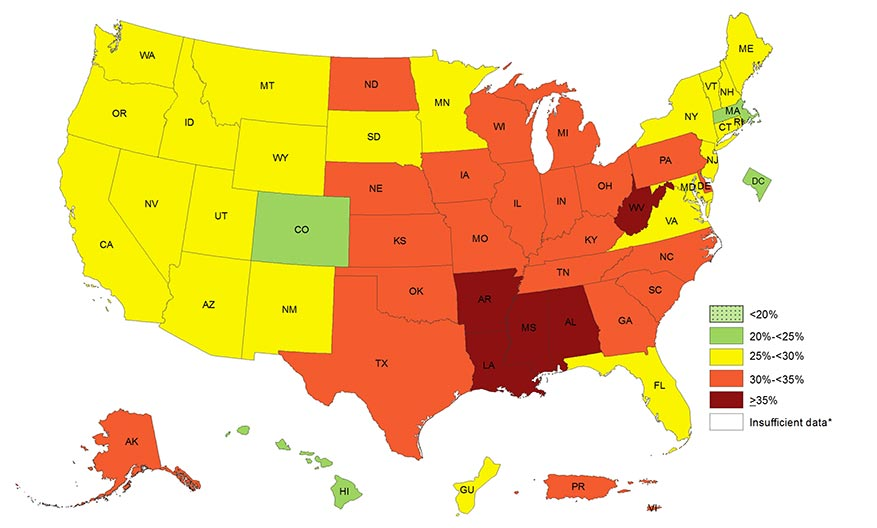 ME
WA
VT
NH
ND
MT
MN
OR
MA
NY
RI
ID
WI
MI
CT
SD
WY
PA
NJ
IA
NE
MD
DE
DC
OH
NV
IN
IL
UT
WV
CO
VA
CA
KS
MO
KY
NC
TN
OK
AZ
NM
AR
SC
MS
AL
GA
TX
LA
FL
AK
HI
GU
PR
VI
<20%
20%-<25%
25%-<30%
30%-<35%
≥35%
Insufficient data*